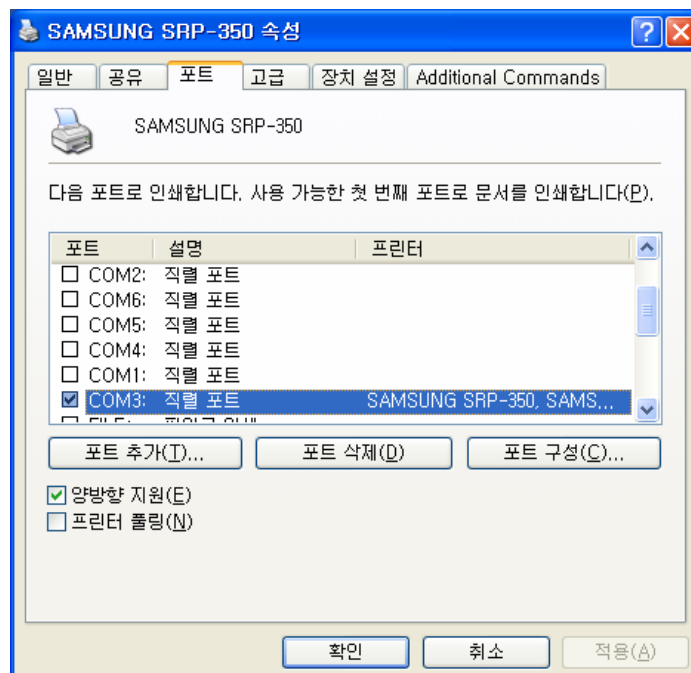 SAMSUNG SRP-350 속성
일반 공유 포트 고급 장치 설정 Additional Commands
SAMSUNG SRP-350
다음 포트로 인쇄합니다. 사용 가능한 첫 번째 포트로 문서를 인쇄합니다(P).
포트 설명 프린터
COM2: 직렬 포트
COM6: 직렬 포트
COM5: 직렬 포트
COM4: 직렬 포트
COM1: 직렬 포트
COM3: 직렬 포트 SAMSUNG SRP-350, SAMS...
포트 추가(T)... 포트 삭제(D) 포트 구성(C)...
양방향 지원(E)
프린터 풀링(N)
확인 취소 적용(A)